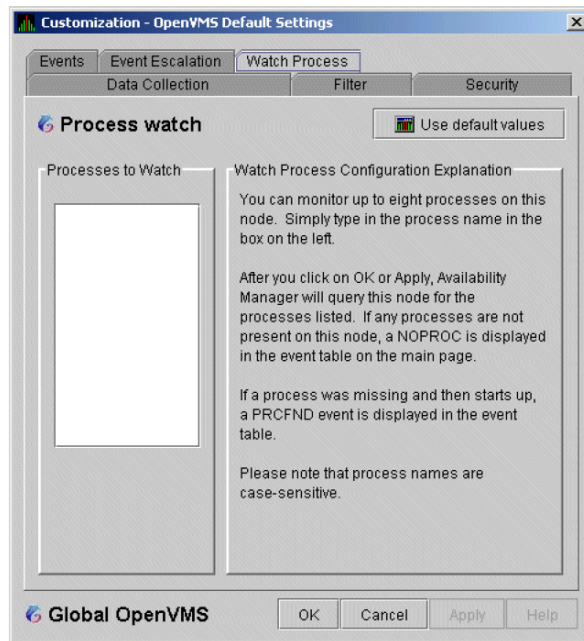 Customization - OpenVMS Default Settings
Events
Event Escalation
Watch Process
Data Collection
Filter
Security
Process watch
Use default values
Processes to Watch
Watch Process Configuration Explanation
You can monitor up to eight processes on this
node. Simply type in the process name in the
box on the left.
After you click on OK or Apply, Availability
Manager will query this node for the
processes listed. If any processes are not
present on this node, a NOPROC is displayed
in the event table on the main page.
If a process was missing and then starts up,
a PRCFND event is displayed in the event
table.
Please note that process names are
case-sensitive.
Global OpenVMS
OK
Cancel
Apply
Help